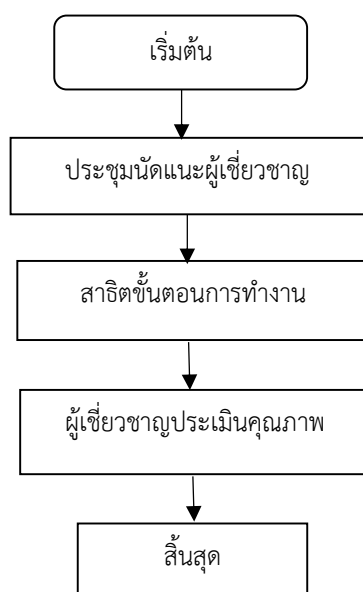 เริ่มต้น
ประชุมนัดแนะผู้เชี่ยวชาญ
สาธิตขั้นตอนการทำงาน
ผู้เชี่ยวชาญประเมินคุณภาพ
สิ้นสุด